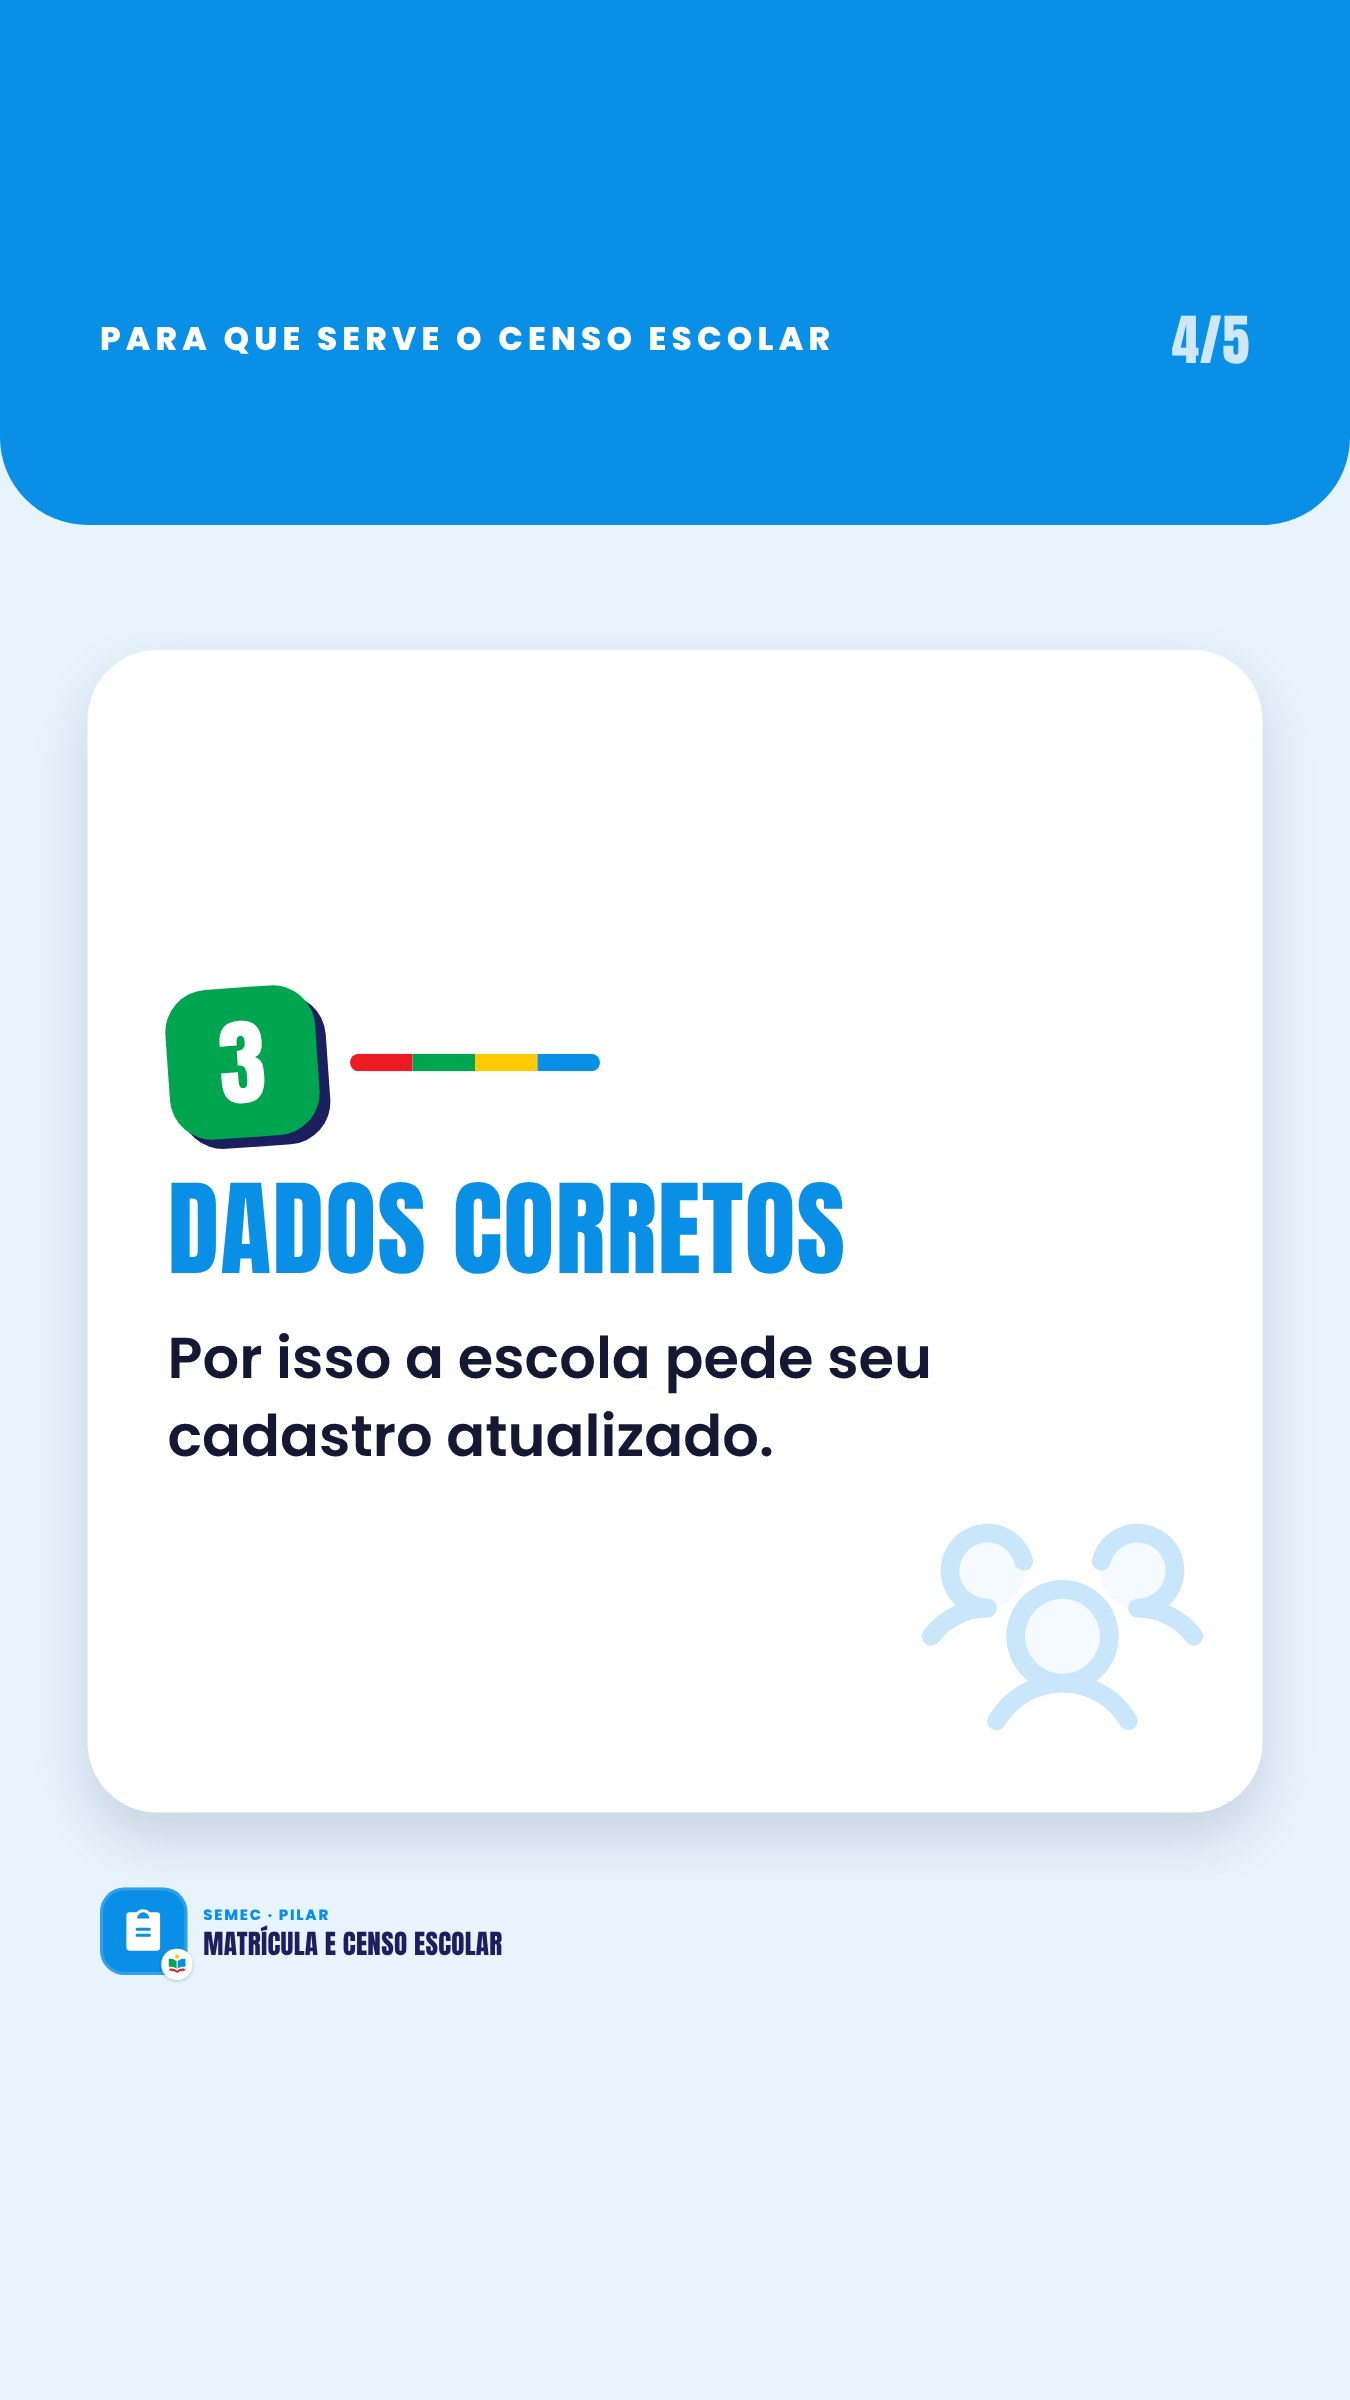 PARA QUE SERVE O CENSO ESCOLAR
4/5
3
DADOS CORRETOS
Por isso a escola pede seu
cadastro atualizado.
SEMEC · PILAR
MATRÍCULA E CENSO ESCOLAR